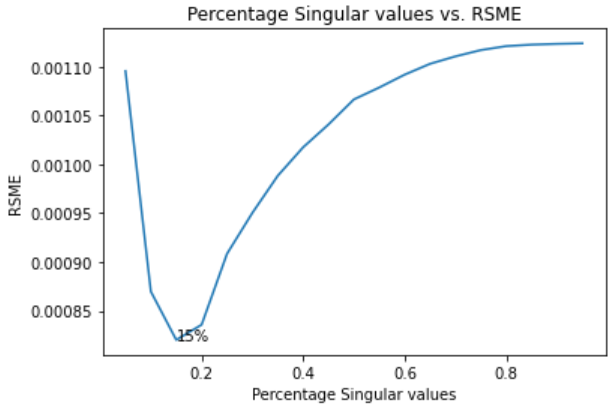 Percentage Singular values vs. RSME
RSME
0.00110
0.00105
0.00100
0.00095
0.00090
0.00085
15%
0.2 0.4 0.6 0.8
Percentage Singular values